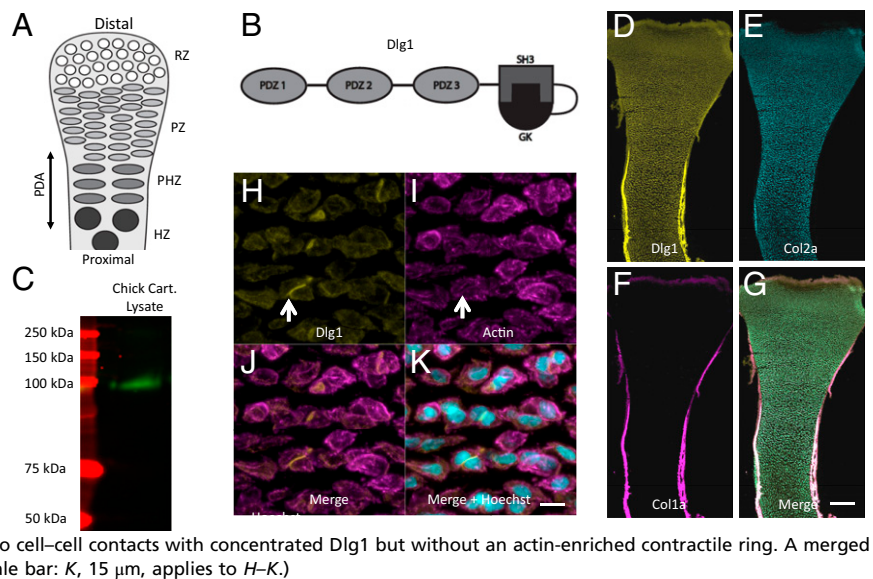 A
Distal
RZ
PZ
PDA
PHZ
HZ
Proximal
B
Dlg1
PDZ 1
PDZ 2
PDZ 3
SH3
GK
C
Chick Cart.
Lysate
250 kDa
150 kDa
100 kDa
75 kDa
50 kDa
D
Dlg1
E
Col2a
F
Col1a
G
Merge
H
Dlg1
I
Actin
J
Merge
K
Merge + Hoechst
o cell–cell contacts with concentrated Dlg1 but without an actin-enriched contractile ring. A merged
ale bar: K, 15 μm, applies to H–K.)